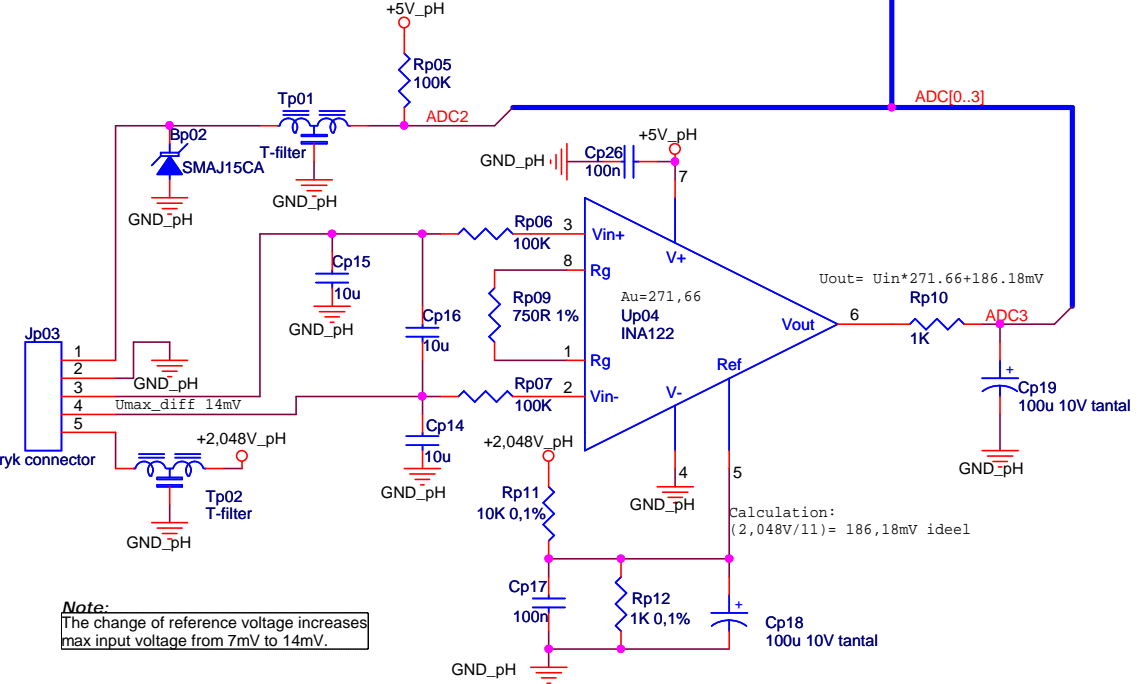 +5V_pH
Rp05
100K
Tp01
ADC2
ADC[0..3]
Bp02
T-filter
SMAJ15CA
GND_pH
GND_pH
+5V_pH
GND_pH
Cp26
100n
7
Rp06
100K
3
Vin+
V+
8
Rg
Cp15
10u
GND_pH
Rp09
750R 1%
Au=271,66
Up04
INA122
Uout= Uin*271.66+186.18mV
Rp10
1K
6
Vout
ADC3
Cp16
10u
1
Rg
Ref
Jp03
1
2
3
4
5
GND_pH
Umax_diff 14mV
Rp07
100K
2
Vin-
V-
+
Cp19
100u 10V tantal
GND_pH
ryk connector
+2,048V_pH
Tp02
T-filter
GND_pH
Cp14
10u
GND_pH
+2,048V_pH
Rp11
10K 0,1%
4
GND_pH
5
Calculation:
(2,048V/11)= 186,18mV ideel
Cp17
100n
Rp12
1K 0,1%
+
Cp18
100u 10V tantal
GND_pH
Note:
The change of reference voltage increases
max input voltage from 7mV to 14mV.